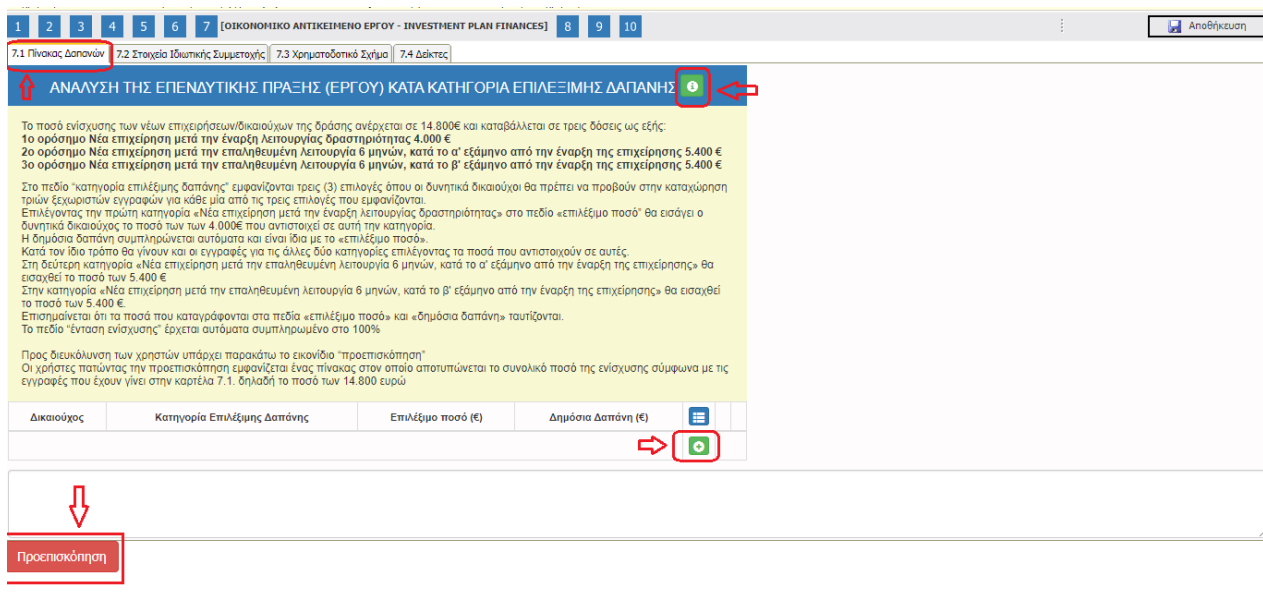 1 2 3 4 5 6 7 [ΟΙΚΟΝΟΜΙΚΟ ΑΝΤΙΚΕΙΜΕΝΟ ΕΡΓΟΥ - INVESTMENT PLAN FINANCES] 8 9 10 Αποθήκευση
7.1 Πίνακας Δαπανών 7.2 Στοιχεία Ιδιωτικής Συμμετοχής 7.3 Χρηματοδοτικό Σχήμα 7.4 Δείκτες
ΑΝΑΛΥΣΗ ΤΗΣ ΕΠΕΝΔΥΤΙΚΗΣ ΠΡΑΞΗΣ (ΕΡΓΟΥ) ΚΑΤΑ ΚΑΤΗΓΟΡΙΑ ΕΠΙΛΕΞΙΜΗΣ ΔΑΠΑΝΗΣ
Το ποσό ενίσχυσης των νέων επιχειρήσεων/δικαιούχων της δράσης ανέρχεται σε 14.800€ και καταβάλλεται σε τρεις δόσεις ως εξής:
1ο ορόσημο Νέα επιχείρηση μετά την έναρξη λειτουργίας δραστηριότητας 4.000 €
2ο ορόσημο Νέα επιχείρηση μετά την επαληθευμένη λειτουργία 6 μηνών, κατά το α' εξάμηνο από την έναρξη της επιχείρησης 5.400 €
3ο ορόσημο Νέα επιχείρηση μετά την επαληθευμένη λειτουργία 6 μηνών, κατά το β' εξάμηνο από την έναρξη της επιχείρησης 5.400 €
Στο πεδίο "κατηγορία επιλέξιμης δαπάνης" εμφανίζονται τρεις (3) επιλογές όπου οι δυνητικά δικαιούχοι θα πρέπει να προβούν στην καταχώρηση
τριών ξεχωριστών εγγραφών για κάθε μία από τις τρεις επιλογές που εμφανίζονται.
Επιλέγοντας την πρώτη κατηγορία «Νέα επιχείρηση μετά την έναρξη λειτουργίας δραστηριότητας» στο πεδίο «επιλέξιμο ποσό" θα εισάγει ο
δυνητικά δικαιούχος το ποσό των των 4.000€ που αντιστοιχεί σε αυτή την κατηγορία.
Η δημόσια δαπάνη συμπληρώνεται αυτόματα και είναι ίδια με το «επιλέξιμο ποσό».
Κατά τον ίδιο τρόπο θα γίνουν και οι εγγραφές για τις άλλες δύο κατηγορίες επιλέγοντας τα ποσά που αντιστοιχούν σε αυτές.
Στη δεύτερη κατηγορία «Νέα επιχείρηση μετά την επαληθευμένη λειτουργία 6 μηνών, κατά το α' εξάμηνο από την έναρξη της επιχείρησης» θα
εισαχθεί το ποσό των 5.400 €
Στην κατηγορία «Νέα επιχείρηση μετά την επαληθευμένη λειτουργία 6 μηνών, κατά το β' εξάμηνο από την έναρξη της επιχείρησης» θα εισαχθεί
το ποσό των 5.400 €.
Επισημαίνεται ότι τα ποσά που καταγράφονται στα πεδία «επιλέξιμο ποσό» και «δημόσια δαπάνη» ταυτίζονται.
Το πεδίο "ένταση ενίσχυσης" έρχεται αυτόματα συμπληρωμένο στο 100%
Προς διευκόλυνση των χρηστών υπάρχει παρακάτω το εικονίδιο "προεπισκόπηση"
Οι χρήστες πατώντας την προεπισκόπηση εμφανίζεται ένας πίνακας στον οποίο αποτυπώνεται το συνολικό ποσό της ενίσχυσης σύμφωνα με τις
εγγραφές που έχουν γίνει στην καρτέλα 7.1. δηλαδή το ποσό των 14.800 ευρώ
Δικαιούχος Κατηγορία Επιλέξιμης Δαπάνης Επιλέξιμο ποσό (€) Δημόσια Δαπάνη (€)
Προεπισκόπηση